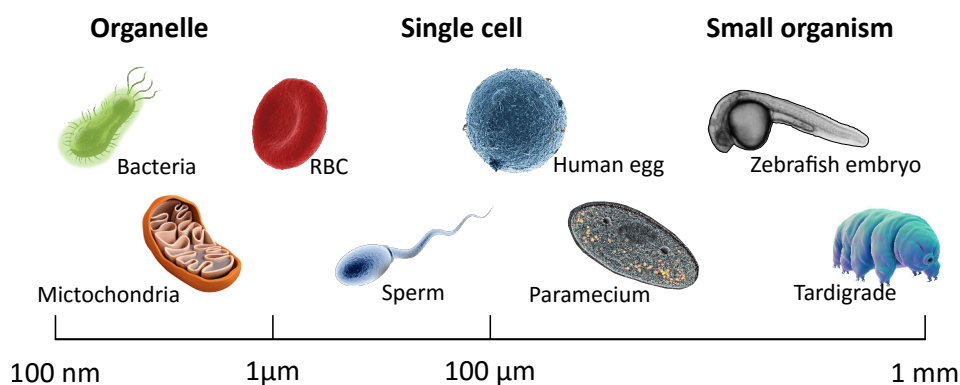 Organelle
Single cell
Small organism
Bacteria
RBC
Human egg
Zebrafish embryo
Mictochondria
Sperm
Paramecium
Tardigrade
100 nm
1µm
100 µm
1 mm